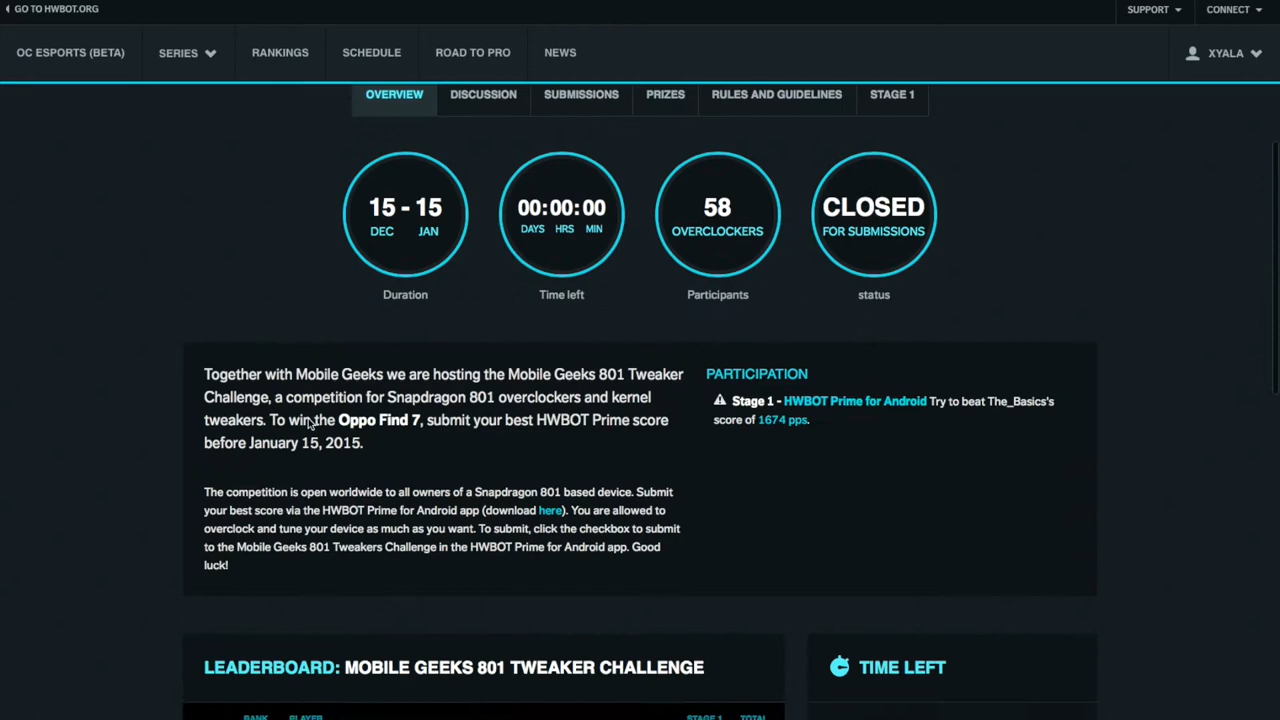 GO TO HWBOT.ORG
SUPPORT
CONNECT
OC ESPORTS (BETA)
SERIES
RANKINGS
SCHEDULE
ROAD TO PRO
NEWS
XYALA
OVERVIEW
DISCUSSION
SUBMISSIONS
PRIZES
RULES AND GUIDELINES
STAGE 1
15 - 15
DEC JAN
Duration
00:00:00
DAYS HRS MIN
Time left
58
OVERCLOCKERS
Participants
CLOSED
FOR SUBMISSIONS
status
Together with Mobile Geeks we are hosting the Mobile Geeks 801 Tweaker
Challenge, a competition for Snapdragon 801 overclockers and kernel
tweakers. To win the Oppo Find 7, submit your best HWBOT Prime score
before January 15, 2015.
The competition is open worldwide to all owners of a Snapdragon 801 based device. Submit
your best score via the HWBOT Prime for Android app (download here). You are allowed to
overclock and tune your device as much as you want. To submit, click the checkbox to submit
to the Mobile Geeks 801 Tweakers Challenge in the HWBOT Prime for Android app. Good
luck!
PARTICIPATION
Stage 1 - HWBOT Prime for Android Try to beat The_Basics's
score of 1674 pps.
LEADERBOARD: MOBILE GEEKS 801 TWEAKER CHALLENGE
RANK PLAYER STAGE 1 TOTAL
TIME LEFT